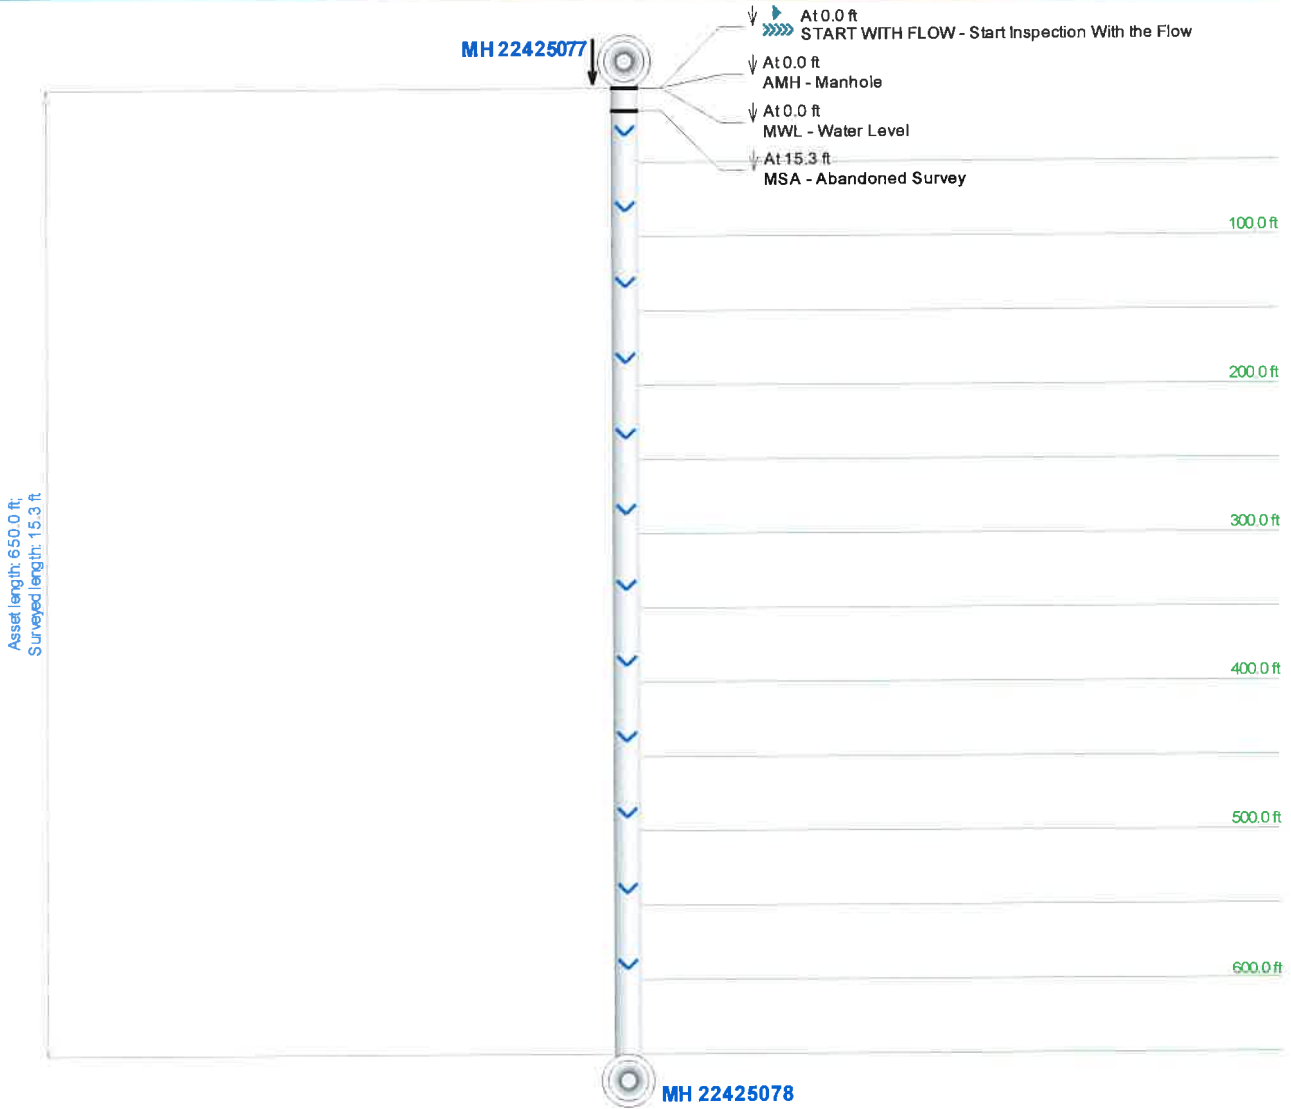 At 0.0 ft
START WITH FLOW - Start Inspection With the Flow
MH 22425077
At 0.0 ft
AMH - Manhole
At 0.0 ft
MWL - Water Level
At 15.3 ft
MSA - Abandoned Survey
100.0 ft
200.0 ft
300.0 ft
400.0 ft
500.0 ft
600.0 ft
Asset length: 650.0 ft;
Surveyed length: 15.3 ft
MH 22425078